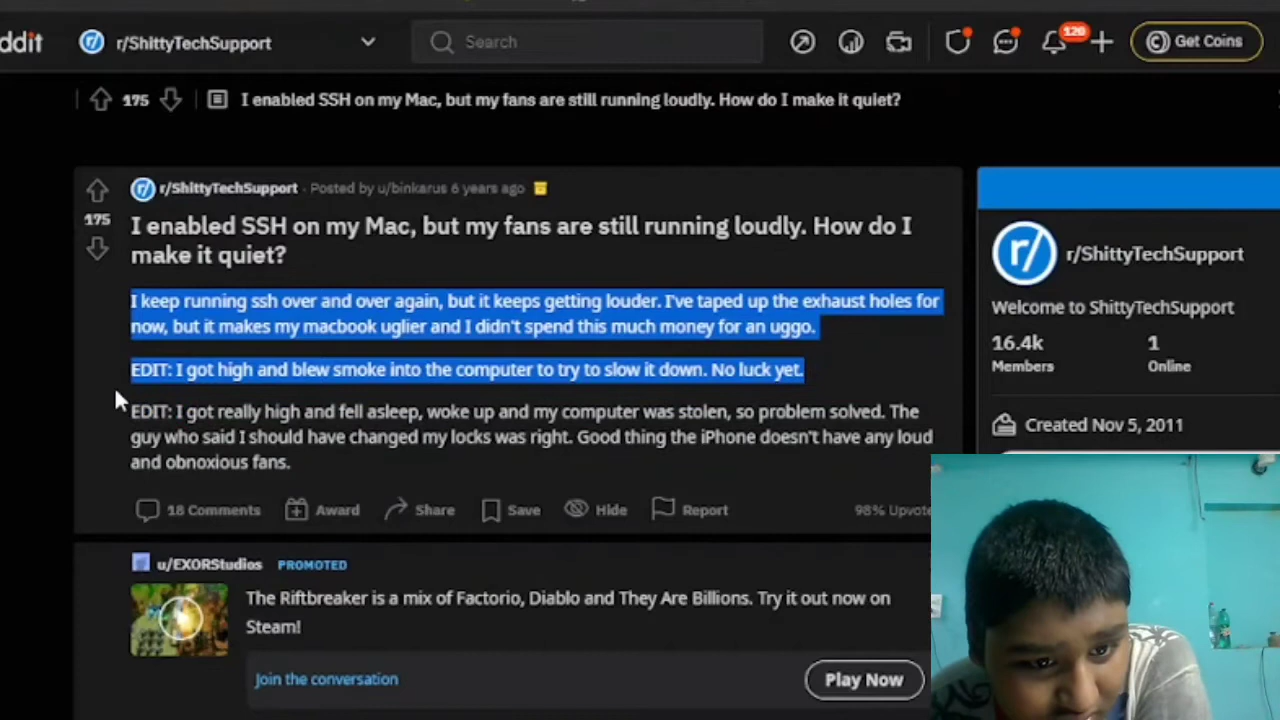 ddit r/ShittyTechSupport Search 120 Get Coins
175 I enabled SSH on my Mac, but my fans are still running loudly. How do I make it quiet?
r/ShittyTechSupport · Posted by u/binkarus 6 years ago
175
I enabled SSH on my Mac, but my fans are still running loudly. How do I
make it quiet?
I keep running ssh over and over again, but it keeps getting louder. I've taped up the exhaust holes for
now, but it makes my macbook uglier and I didn't spend this much money for an uggo.
EDIT: I got high and blew smoke into the computer to try to slow it down. No luck yet.
EDIT: I got really high and fell asleep, woke up and my computer was stolen, so problem solved. The
guy who said I should have changed my locks was right. Good thing the iPhone doesn't have any loud
and obnoxious fans.
18 Comments Award Share Save Hide Report 98% Upvote
u/EXORStudios PROMOTED
The Riftbreaker is a mix of Factorio, Diablo and They Are Billions. Try it out now on
Steam!
Join the conversation Play Now
r/ r/ShittyTechSupport
Welcome to ShittyTechSupport
16.4k 1
Members Online
Created Nov 5, 2011